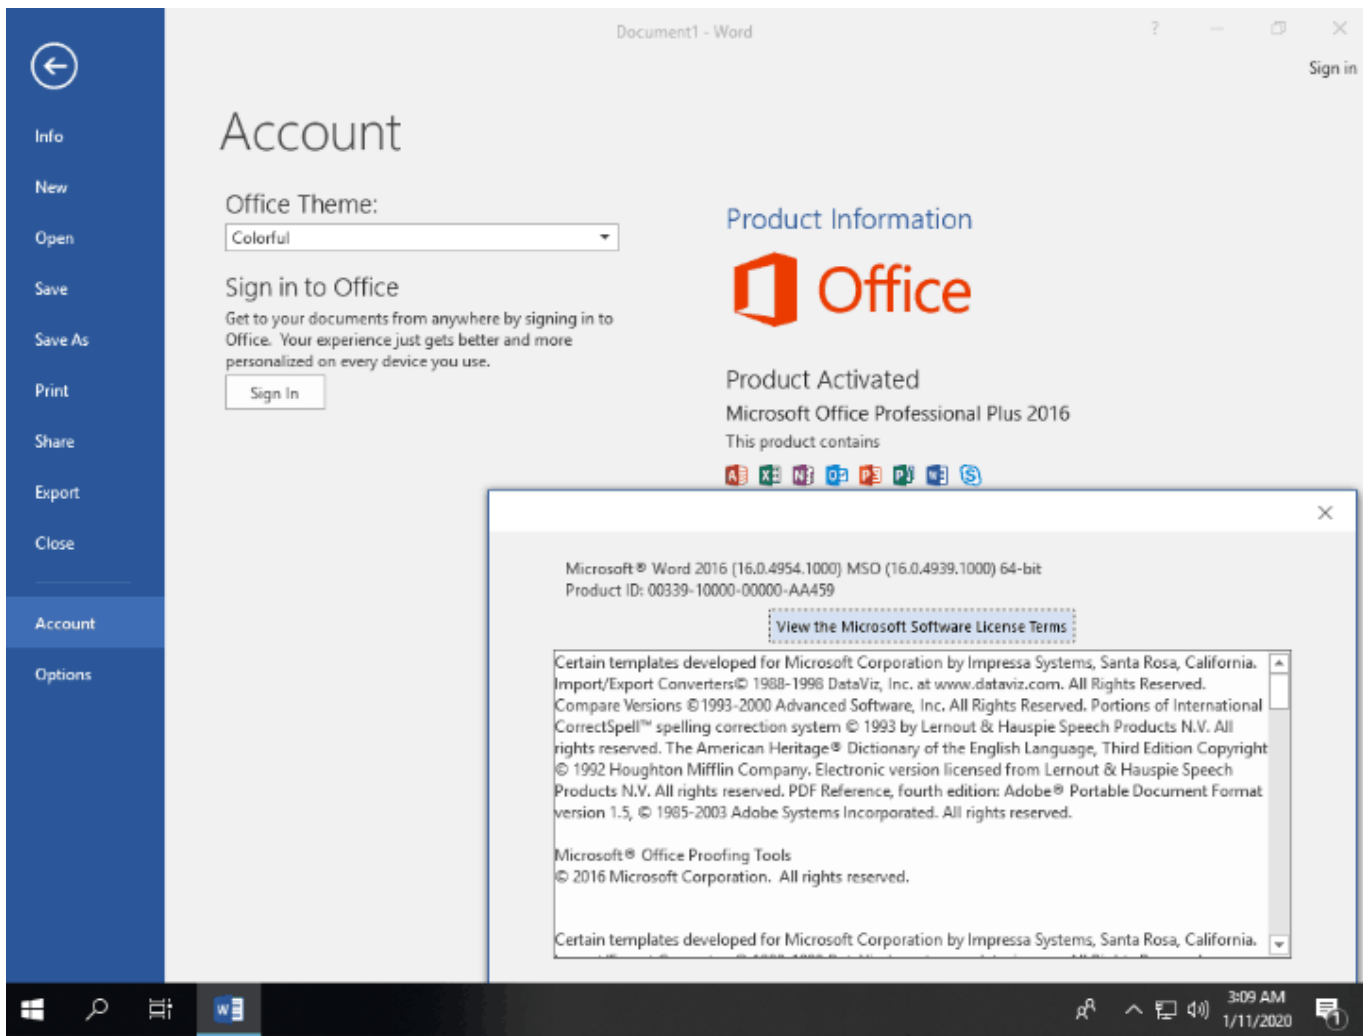 Document1 - Word
?
Sign in
Info
New
Open
Save
Save As
Print
Share
Export
Close
Account
Options
Account
Office Theme:
Colorful
Sign in to Office
Get to your documents from anywhere by signing in to
Office. Your experience just gets better and more
personalized on every device you use.
Sign In
Product Information
Office
Product Activated
Microsoft Office Professional Plus 2016
This product contains
Microsoft® Word 2016 (16.0.4954.1000) MSO (16.0.4939.1000) 64-bit
Product ID: 00339-10000-00000-AA459
View the Microsoft Software License Terms
Certain templates developed for Microsoft Corporation by Impressa Systems, Santa Rosa, California.
Import/Export Converters© 1988-1998 DataViz, Inc. at www.dataviz.com. All Rights Reserved.
Compare Versions ©1993-2000 Advanced Software, Inc. All Rights Reserved. Portions of International
CorrectSpell™ spelling correction system © 1993 by Lernout & Hauspie Speech Products N.V. All
rights reserved. The American Heritage® Dictionary of the English Language, Third Edition Copyright
© 1992 Houghton Mifflin Company. Electronic version licensed from Lernout & Hauspie Speech
Products N.V. All rights reserved. PDF Reference, fourth edition: Adobe® Portable Document Format
version 1.5, © 1985-2003 Adobe Systems Incorporated. All rights reserved.
Microsoft® Office Proofing Tools
© 2016 Microsoft Corporation. All rights reserved.
Certain templates developed for Microsoft Corporation by Impressa Systems, Santa Rosa, California.
3:09 AM
1/11/2020
1